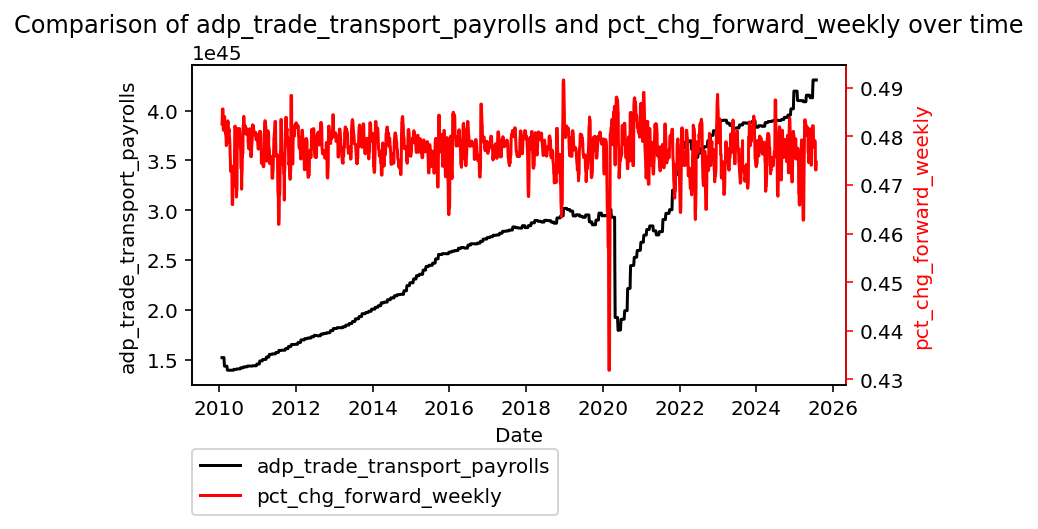 Comparison of adp_trade_transport_payrolls and pct_chg_forward_weekly over time
1e45
adp_trade_transport_payrolls
4.0
3.5
3.0
2.5
2.0
1.5
0.49
0.48
0.47
0.46
0.45
0.44
0.43
pct_chg_forward_weekly
2010 2012 2014 2016 2018 2020 2022 2024 2026
Date
adp_trade_transport_payrolls
pct_chg_forward_weekly